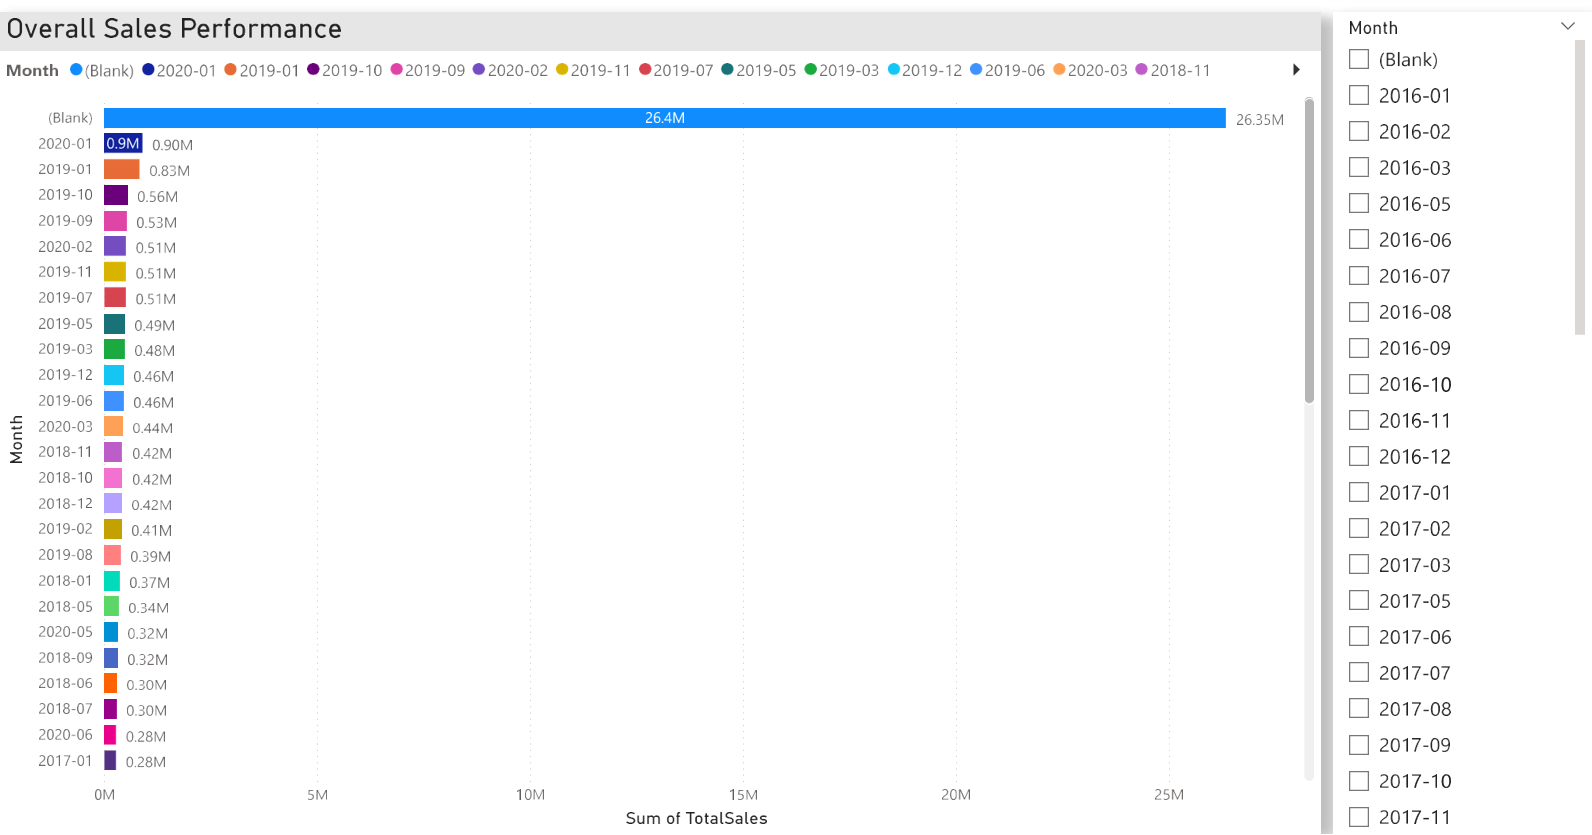 Overall Sales Performance
Month (Blank) 2020-01 2019-01 2019-10 2019-09 2020-02 2019-11 2019-07 2019-05 2019-03 2019-12 2019-06 2020-03 2018-11
(Blank) 26.4M 26.35M
2020-01 0.9M 0.90M
2019-01 0.83M
2019-10 0.56M
2019-09 0.53M
2020-02 0.51M
2019-11 0.51M
2019-07 0.51M
2019-05 0.49M
2019-03 0.48M
2019-12 0.46M
2019-06 0.46M
2020-03 0.44M
2018-11 0.42M
2018-10 0.42M
2018-12 0.42M
2019-02 0.41M
2019-08 0.39M
2018-01 0.37M
2018-05 0.34M
2020-05 0.32M
2018-09 0.32M
2018-06 0.30M
2018-07 0.30M
2020-06 0.28M
2017-01 0.28M
Month
0M 5M 10M 15M 20M 25M
Sum of TotalSales
Month
(Blank)
2016-01
2016-02
2016-03
2016-05
2016-06
2016-07
2016-08
2016-09
2016-10
2016-11
2016-12
2017-01
2017-02
2017-03
2017-05
2017-06
2017-07
2017-08
2017-09
2017-10
2017-11